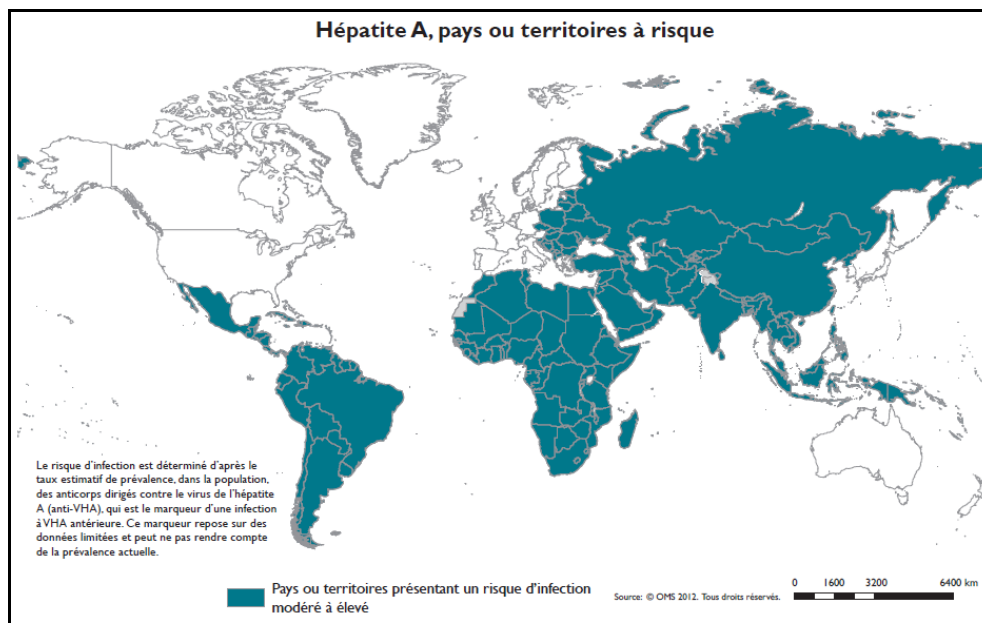 Hépatite A, pays ou territoires à risque
Le risque d'infection est déterminé d'après le
taux estimatif de prévalence, dans la population,
des anticorps dirigés contre le virus de l'hépatite
A (anti-VHA), qui est le marqueur d'une infection
à VHA antérieure. Ce marqueur repose sur des
données limitées et peut ne pas rendre compte
de la prévalence actuelle.
Pays ou territoires présentant un risque d'infection
modéré à élevé
Source: © OMS 2012. Tous droits réservés.
0 1600 3200 6400 km